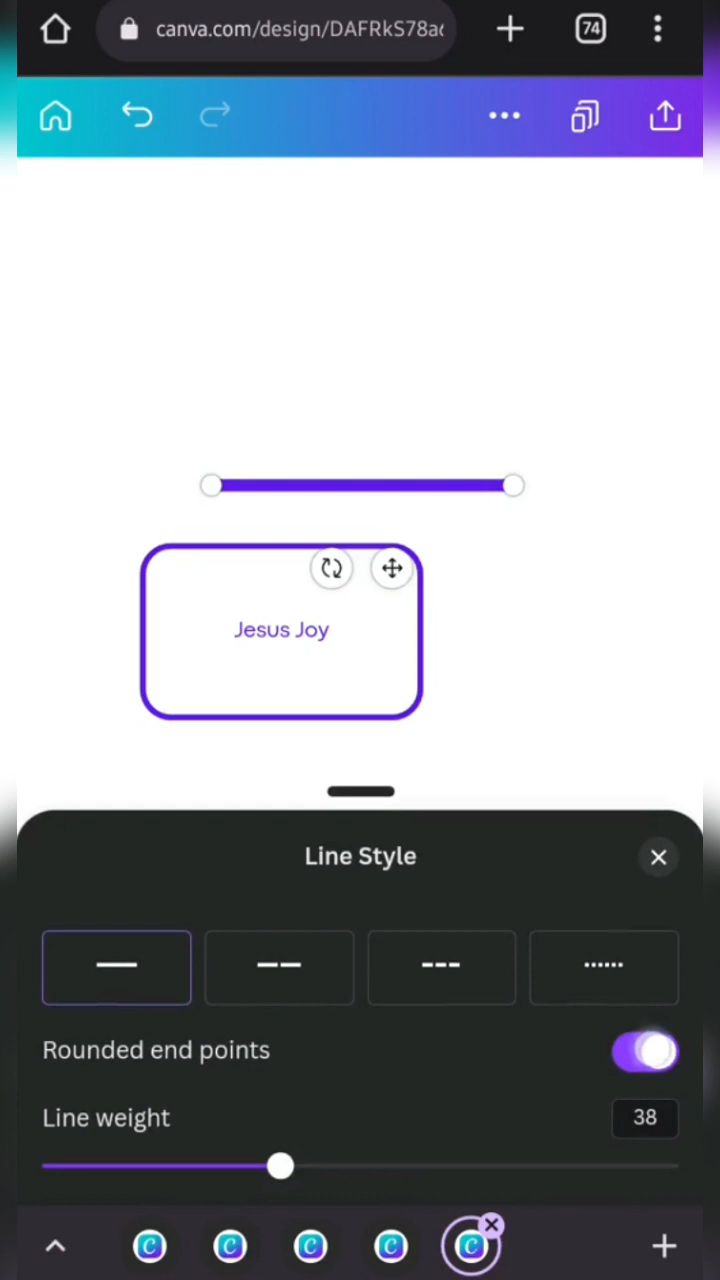 canva.com/design/DAFRkS78a
74
Jesus Joy
Line Style
Rounded end points
Line weight
38